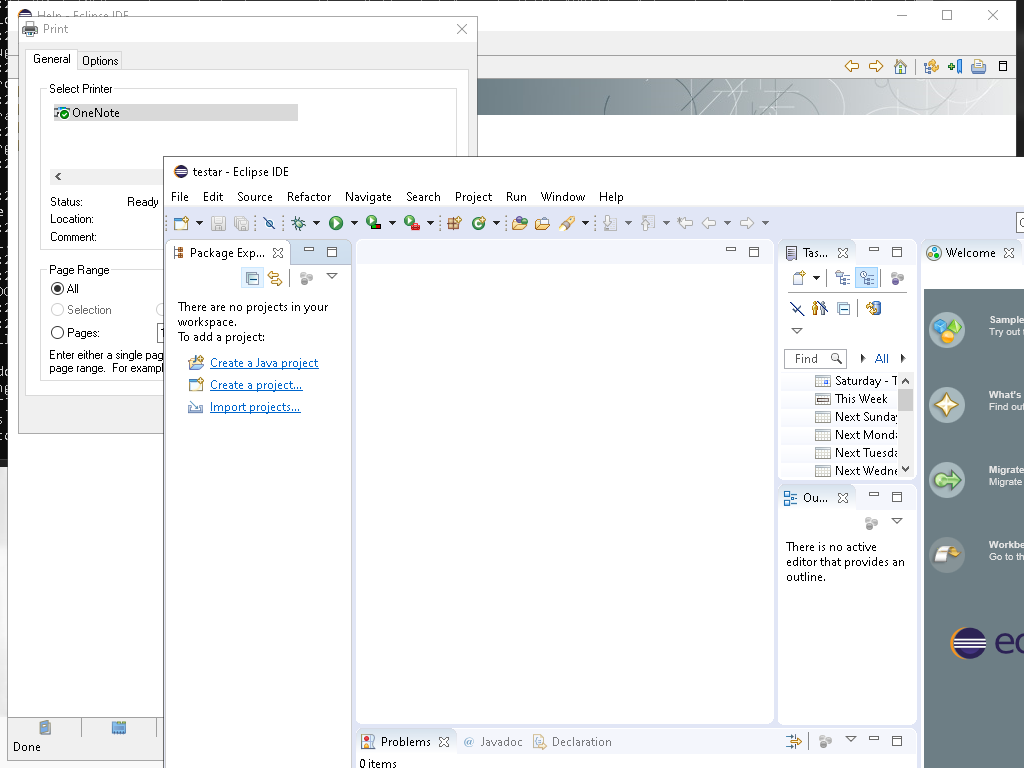 Help - Eclipse IDE
Print
General
Options
Select Printer
OneNote
Status:
Ready
Location:
Comment:
Page Range
All
Selection
Pages:
Enter either a single pag
page range. For exampl
Done
testar - Eclipse IDE
File Edit Source Refactor Navigate Search Project Run Window Help
Package Exp...
There are no projects in your
workspace.
To add a project:
Create a Java project
Create a project...
Import projects...
Tas...
Find
All
Saturday - T
This Week
Next Sunda
Next Monda
Next Tuesda
Next Wedne
Ou...
There is no active
editor that provides an
outline.
Welcome
Sample
Try out
What's
Find out
Migrate
Migrate
Workbe
Go to th
ec
Problems
@ Javadoc
Declaration
0 items